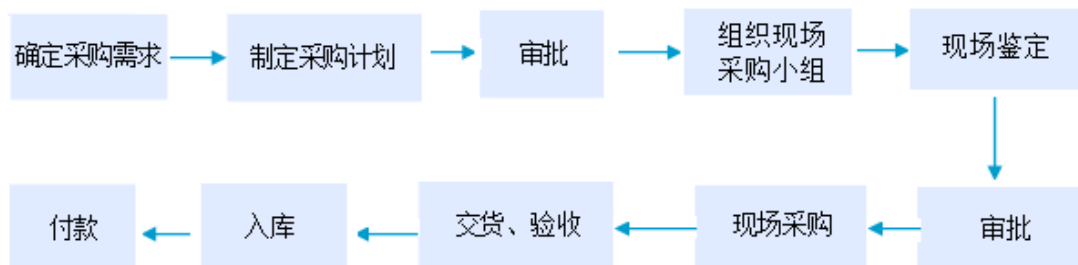 确定采购需求
制定采购计划
审批
组织现场
采购小组
现场鉴定
审批
现场采购
交货、验收
入库
付款